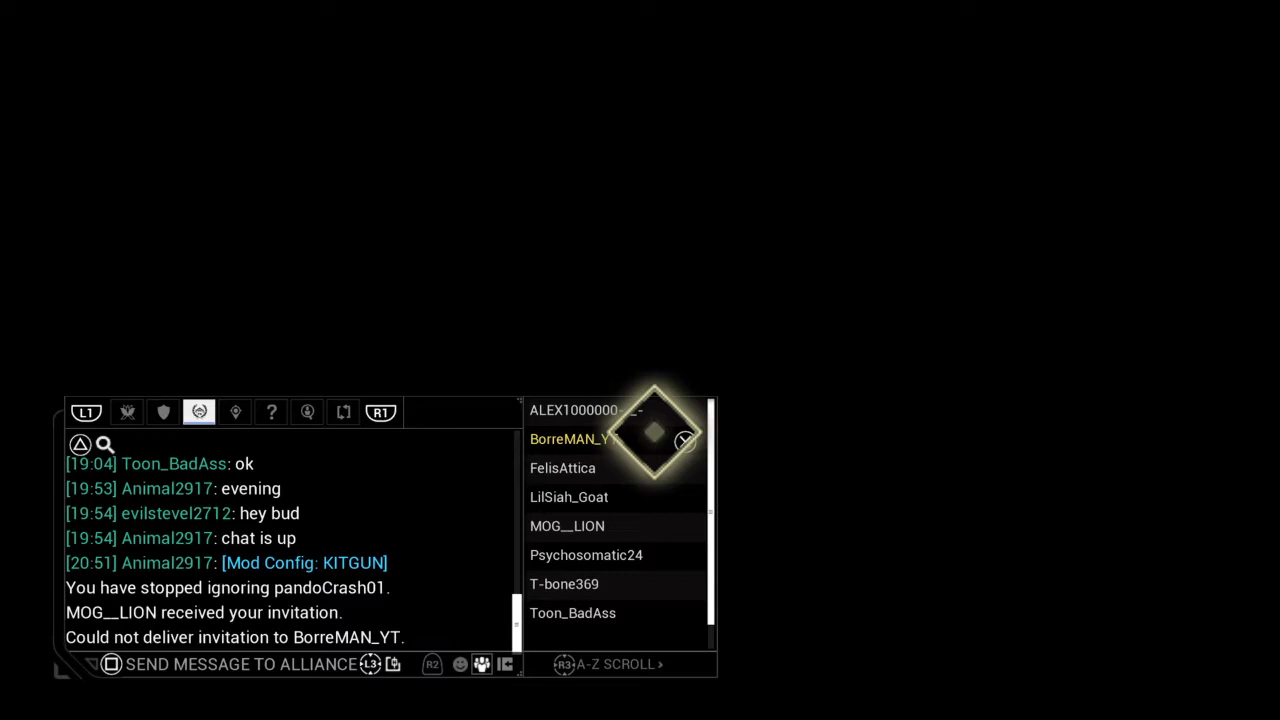 L1
?
R1
[19:04] Toon_BadAss: ok
[19:53] Animal2917: evening
[19:54] evilstevel2712: hey bud
[19:54] Animal2917: chat is up
[20:51] Animal2917: [Mod Config: KITGUN]
You have stopped ignoring pandoCrash01.
MOG__LION received your invitation.
Could not deliver invitation to BorreMAN_YT.
SEND MESSAGE TO ALLIANCE L3
R2
ALEX1000000-_-
BorreMAN_YT
FelisAttica
LilSiah_Goat
MOG__LION
Psychosomatic24
T-bone369
Toon_BadAss
R3 A-Z SCROLL ›